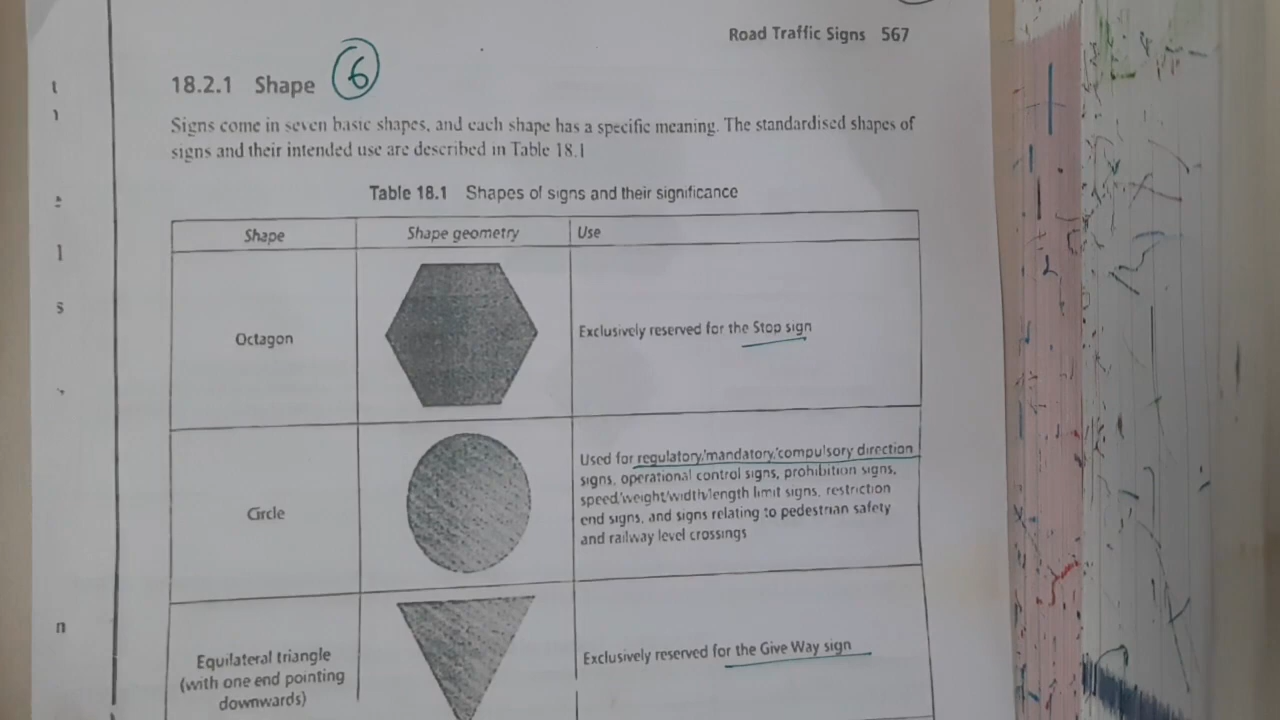 Road Traffic Signs 567
18.2.1 Shape 6
Signs come in seven basic shapes, and each shape has a specific meaning. The standardised shapes of
signs and their intended use are described in Table 18.1
Table 18.1 Shapes of signs and their significance
Shape Shape geometry Use
Octagon Exclusively reserved for the Stop sign
Circle
Used for regulatory/mandatory/compulsory direction
signs, operational control signs, prohibition signs,
speed/weight/width/length limit signs, restriction
end signs, and signs relating to pedestrian safety
and railway level crossings
Equilateral triangle
(with one end pointing
downwards)
Exclusively reserved for the Give Way sign